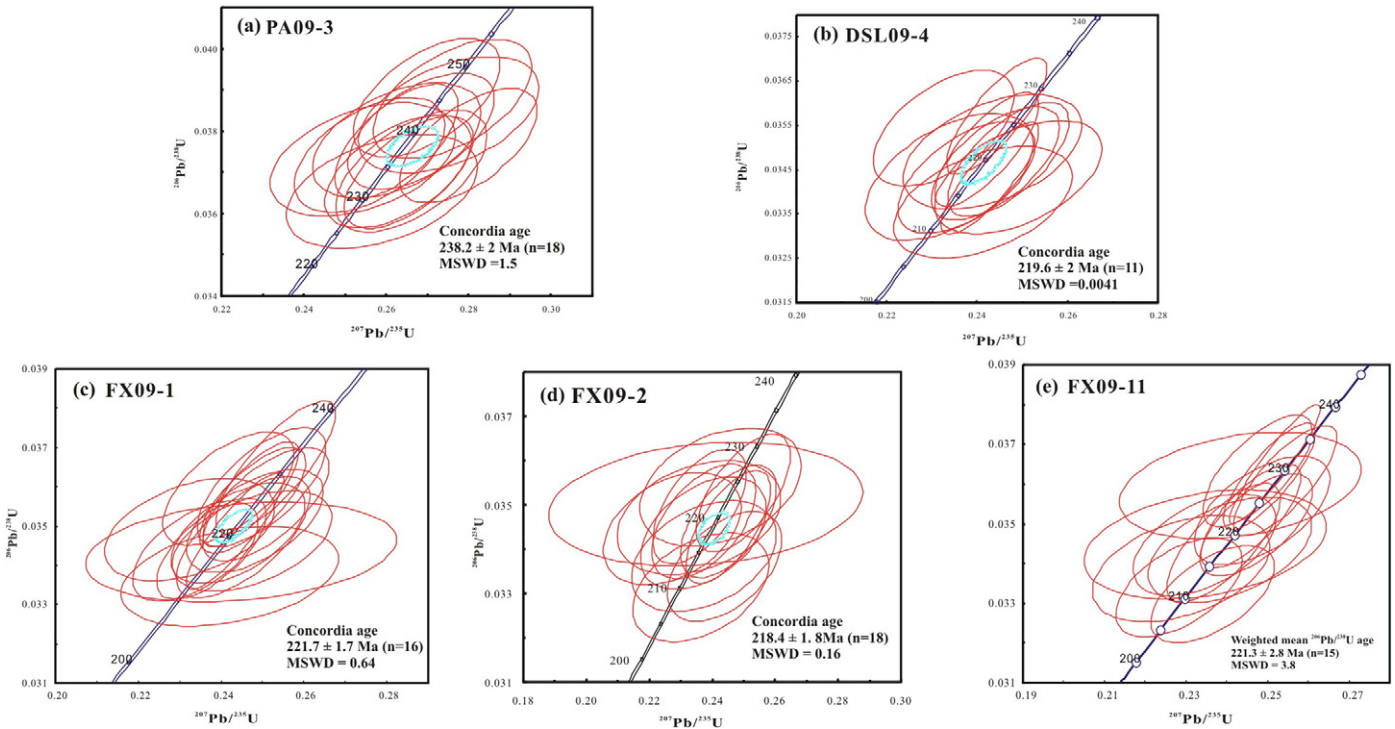 (a) PA09-3
0.040
0.038
0.036
0.034
²⁰⁶Pb/²³⁸U
250
240
230
220
Concordia age
238.2 ± 2 Ma (n=18)
MSWD =1.5
0.22
0.24
0.26
0.28
0.30
²⁰⁷Pb/²³⁵U
(b) DSL09-4
0.0375
0.0365
0.0355
0.0345
0.0335
0.0325
0.0315
²⁰⁶Pb/²³⁸U
240
230
220
210
200
Concordia age
219.6 ± 2 Ma (n=11)
MSWD =0.0041
0.20
0.22
0.24
0.26
0.28
²⁰⁷Pb/²³⁵U
(c) FX09-1
0.039
0.037
0.035
0.033
0.031
²⁰⁶Pb/²³⁸U
240
220
200
Concordia age
221.7 ± 1.7 Ma (n=16)
MSWD = 0.64
0.20
0.22
0.24
0.26
0.28
²⁰⁷Pb/²³⁵U
(d) FX09-2
0.037
0.035
0.033
0.031
²⁰⁶Pb/²³⁸U
240
230
220
210
200
Concordia age
218.4 ± 1. 8Ma (n=18)
MSWD = 0.16
0.18
0.20
0.22
0.24
0.26
0.28
0.30
²⁰⁷Pb/²³⁵U
(e) FX09-11
0.039
0.037
0.035
0.033
0.031
²⁰⁶Pb/²³⁸U
240
230
220
210
200
Weighted mean ²⁰⁶Pb/²³⁸U age
221.3 ± 2.8 Ma (n=15)
MSWD = 3.8
0.19
0.21
0.23
0.25
0.27
²⁰⁷Pb/²³⁵U